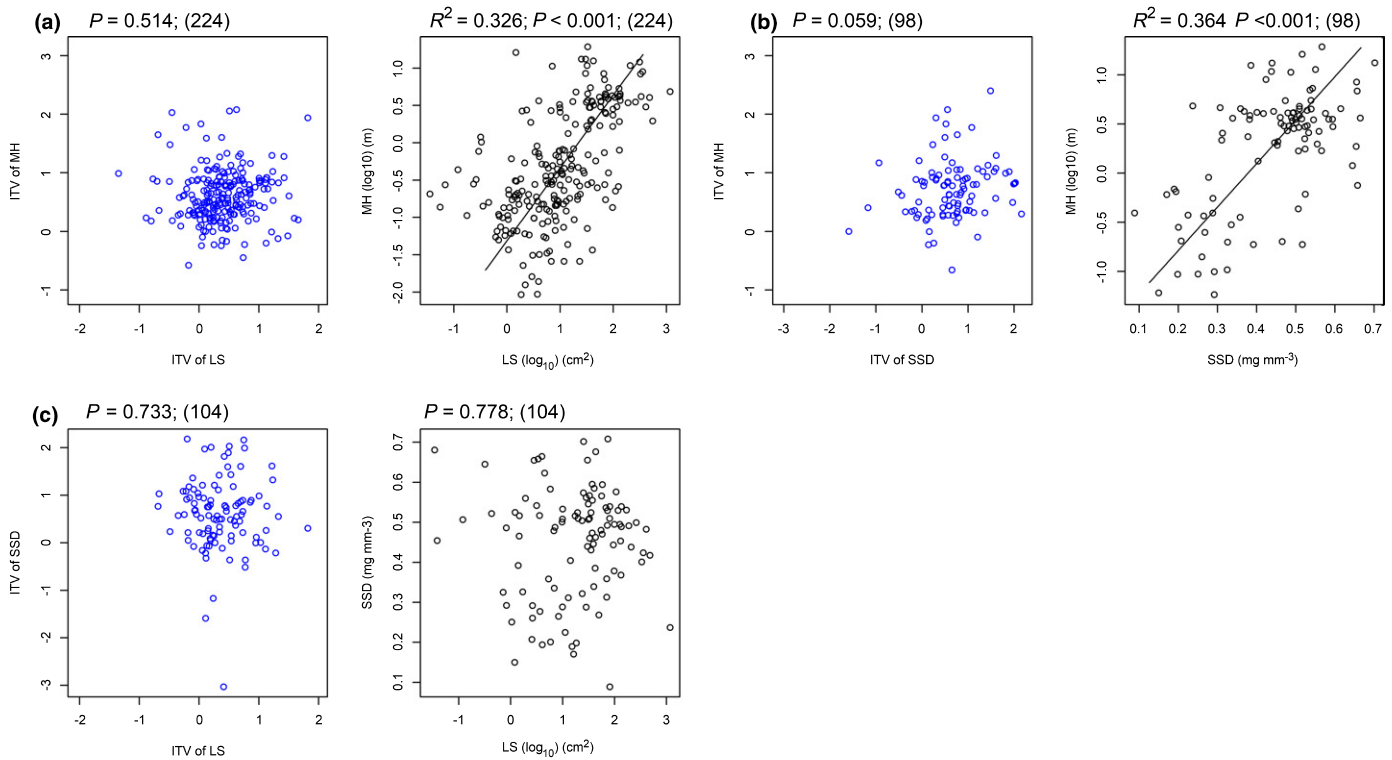 (a) P = 0.514; (224)
R² = 0.326; P < 0.001; (224)
(b) P = 0.059; (98)
R² = 0.364 P <0.001; (98)
3
2
1
0
-1
ITV of MH
-2 -1 0 1 2
ITV of LS
1.0
0.5
0.0
-0.5
-1.0
-1.5
-2.0
MH (log10) (m)
-1 0 1 2 3
LS (log₁₀) (cm²)
3
2
1
0
-1
ITV of MH
-3 -2 -1 0 1 2
ITV of SSD
1.0
0.5
0.0
-0.5
-1.0
MH (log10) (m)
0.1 0.2 0.3 0.4 0.5 0.6 0.7
SSD (mg mm⁻³)
(c) P = 0.733; (104)
P = 0.778; (104)
2
1
0
-1
-2
-3
ITV of SSD
-2 -1 0 1 2
ITV of LS
0.7
0.6
0.5
0.4
0.3
0.2
0.1
SSD (mg mm-3)
-1 0 1 2 3
LS (log₁₀) (cm²)